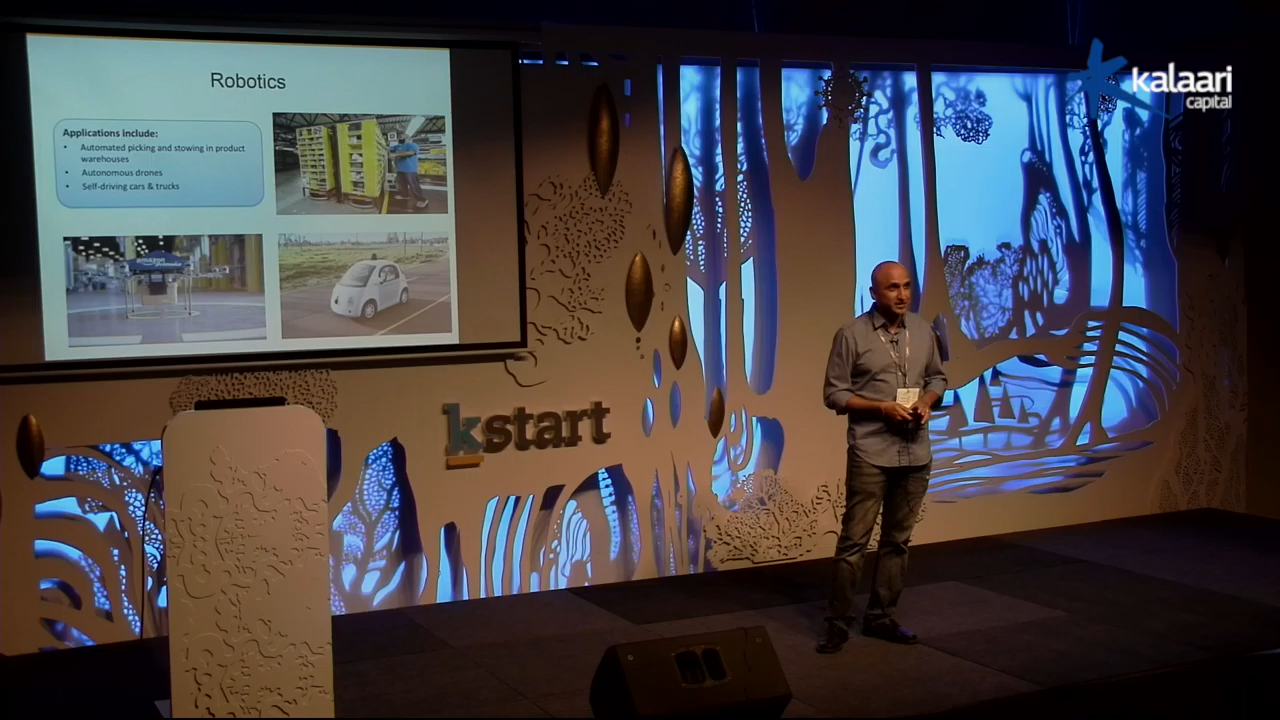 Robotics
Applications include:
• Automated picking and stowing in product
warehouses
• Autonomous drones
• Self-driving cars & trucks
amazon
kstart
kalaari
capital